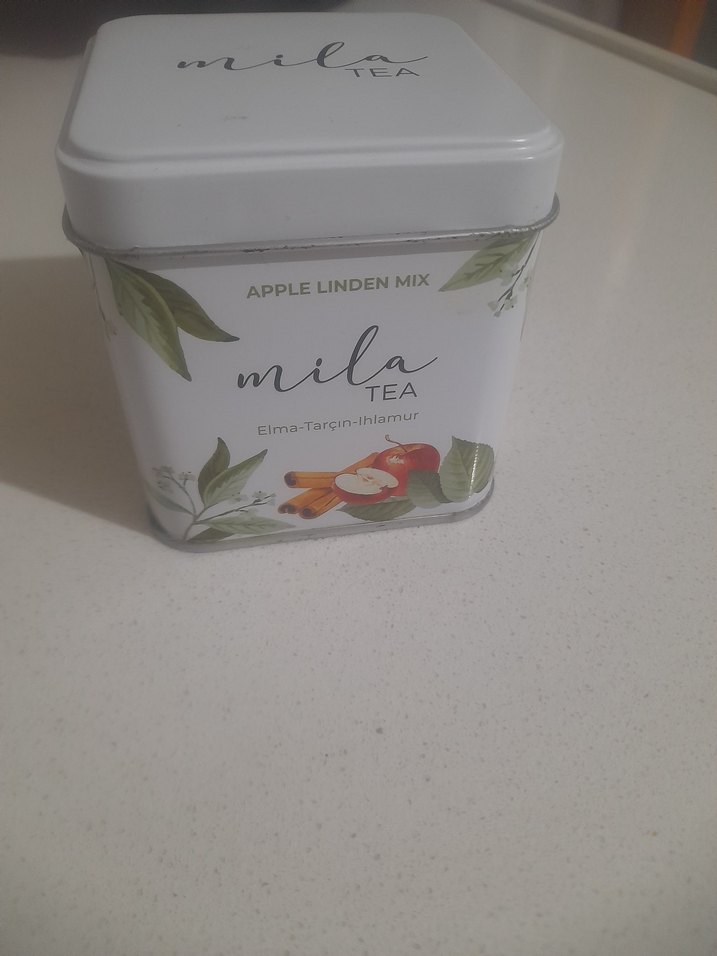 mila
TEA
APPLE LINDEN MIX
mila
TEA
Elma-Tarçın-Ihlamur